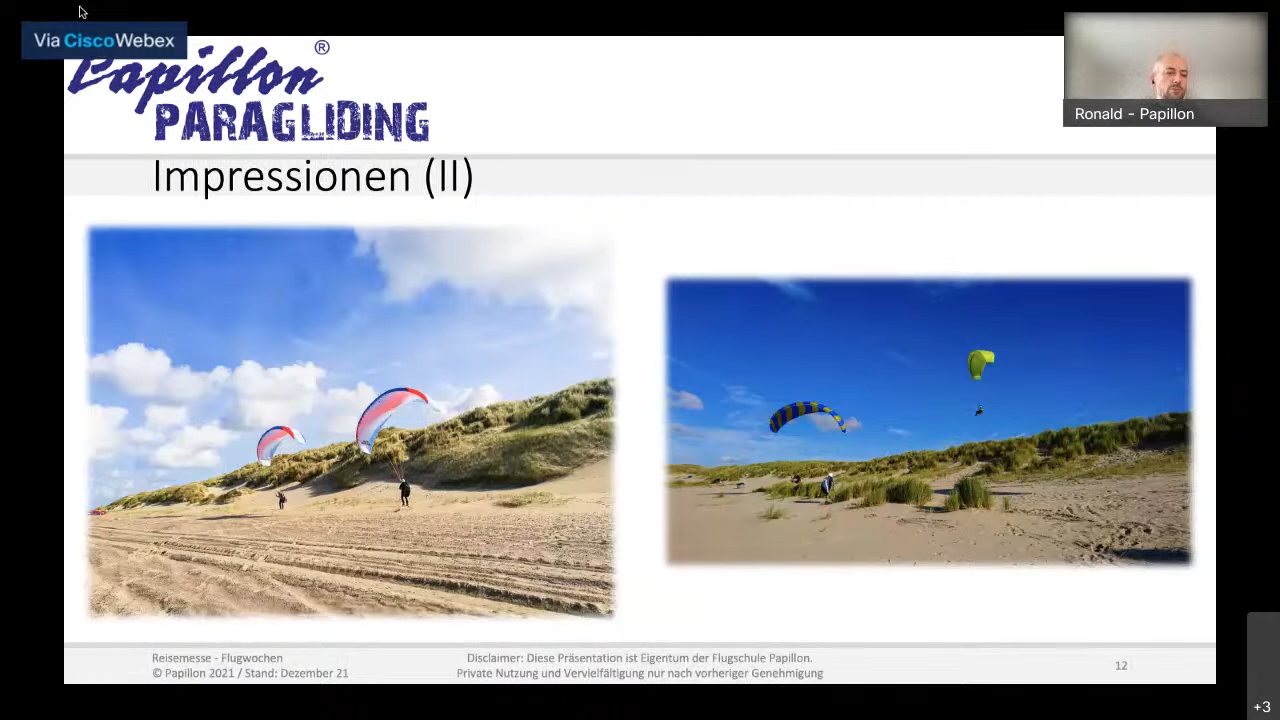 Via CiscoWebex
Papillon®
PARAGLIDING
Ronald - Papillon
Impressionen (II)
Reisemesse - Flugwochen
© Papillon 2021 / Stand: Dezember 21
Disclaimer: Diese Präsentation ist Eigentum der Flugschule Papillon.
Private Nutzung und Vervielfältigung nur nach vorheriger Genehmigung
12
+3